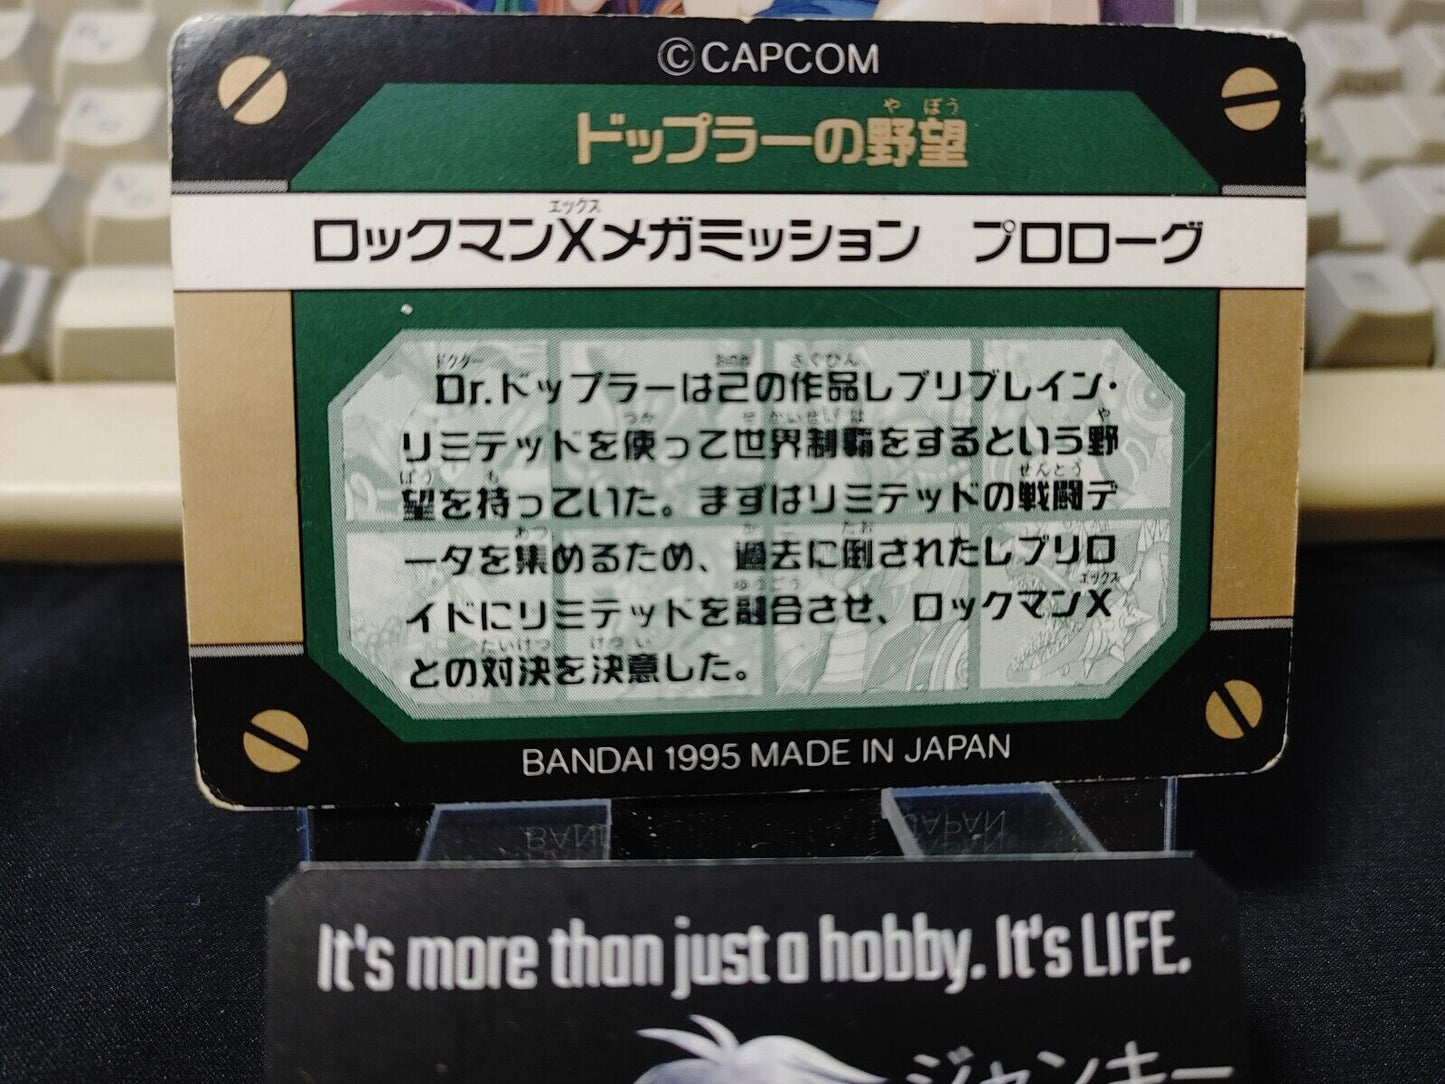 ©CAPCOM
ドップラーの野望
ロックマンXメガミッション　プロローグ
Dr.ドップラーは己の作品レプリブレイン・
リミテッドを使って世界制覇をするという野
望を持っていた。まずはリミテッドの戦闘デ
ータを集めるため、過去に倒されたレプリロ
イドにリミテッドを融合させ、ロックマンX
との対決を決意した。
BANDAI 1995 MADE IN JAPAN
It's more than just a hobby. It's LIFE.
ジャンキー